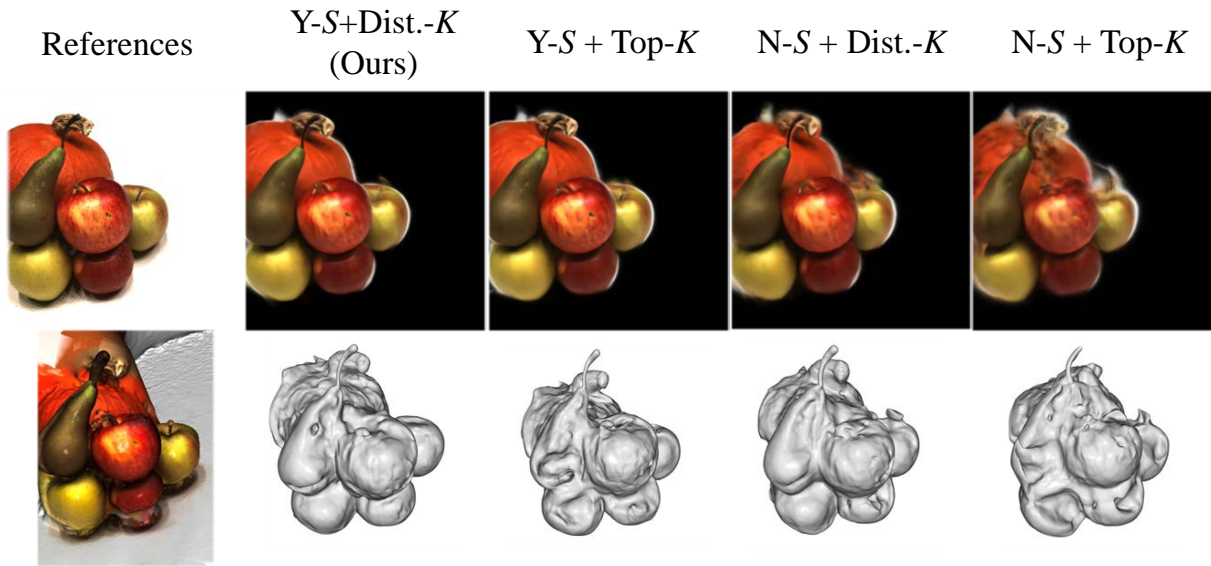 References
Y-S+Dist.-K
(Ours)
Y-S + Top-K
N-S + Dist.-K
N-S + Top-K